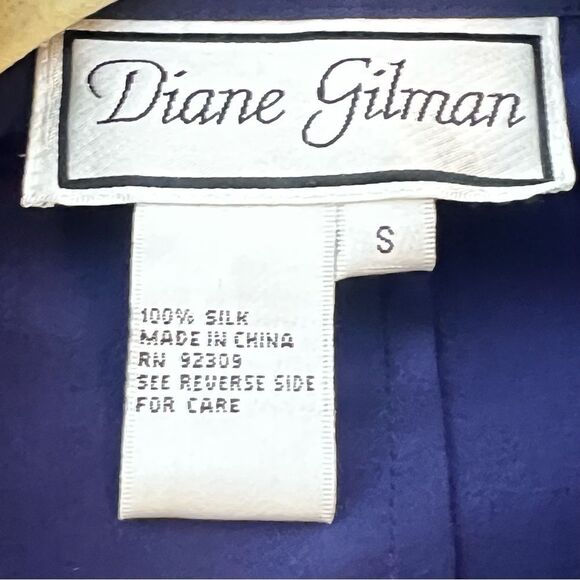 Diane Gilman
S
100% SILK
MADE IN CHINA
RN 92309
SEE REVERSE SIDE
FOR CARE